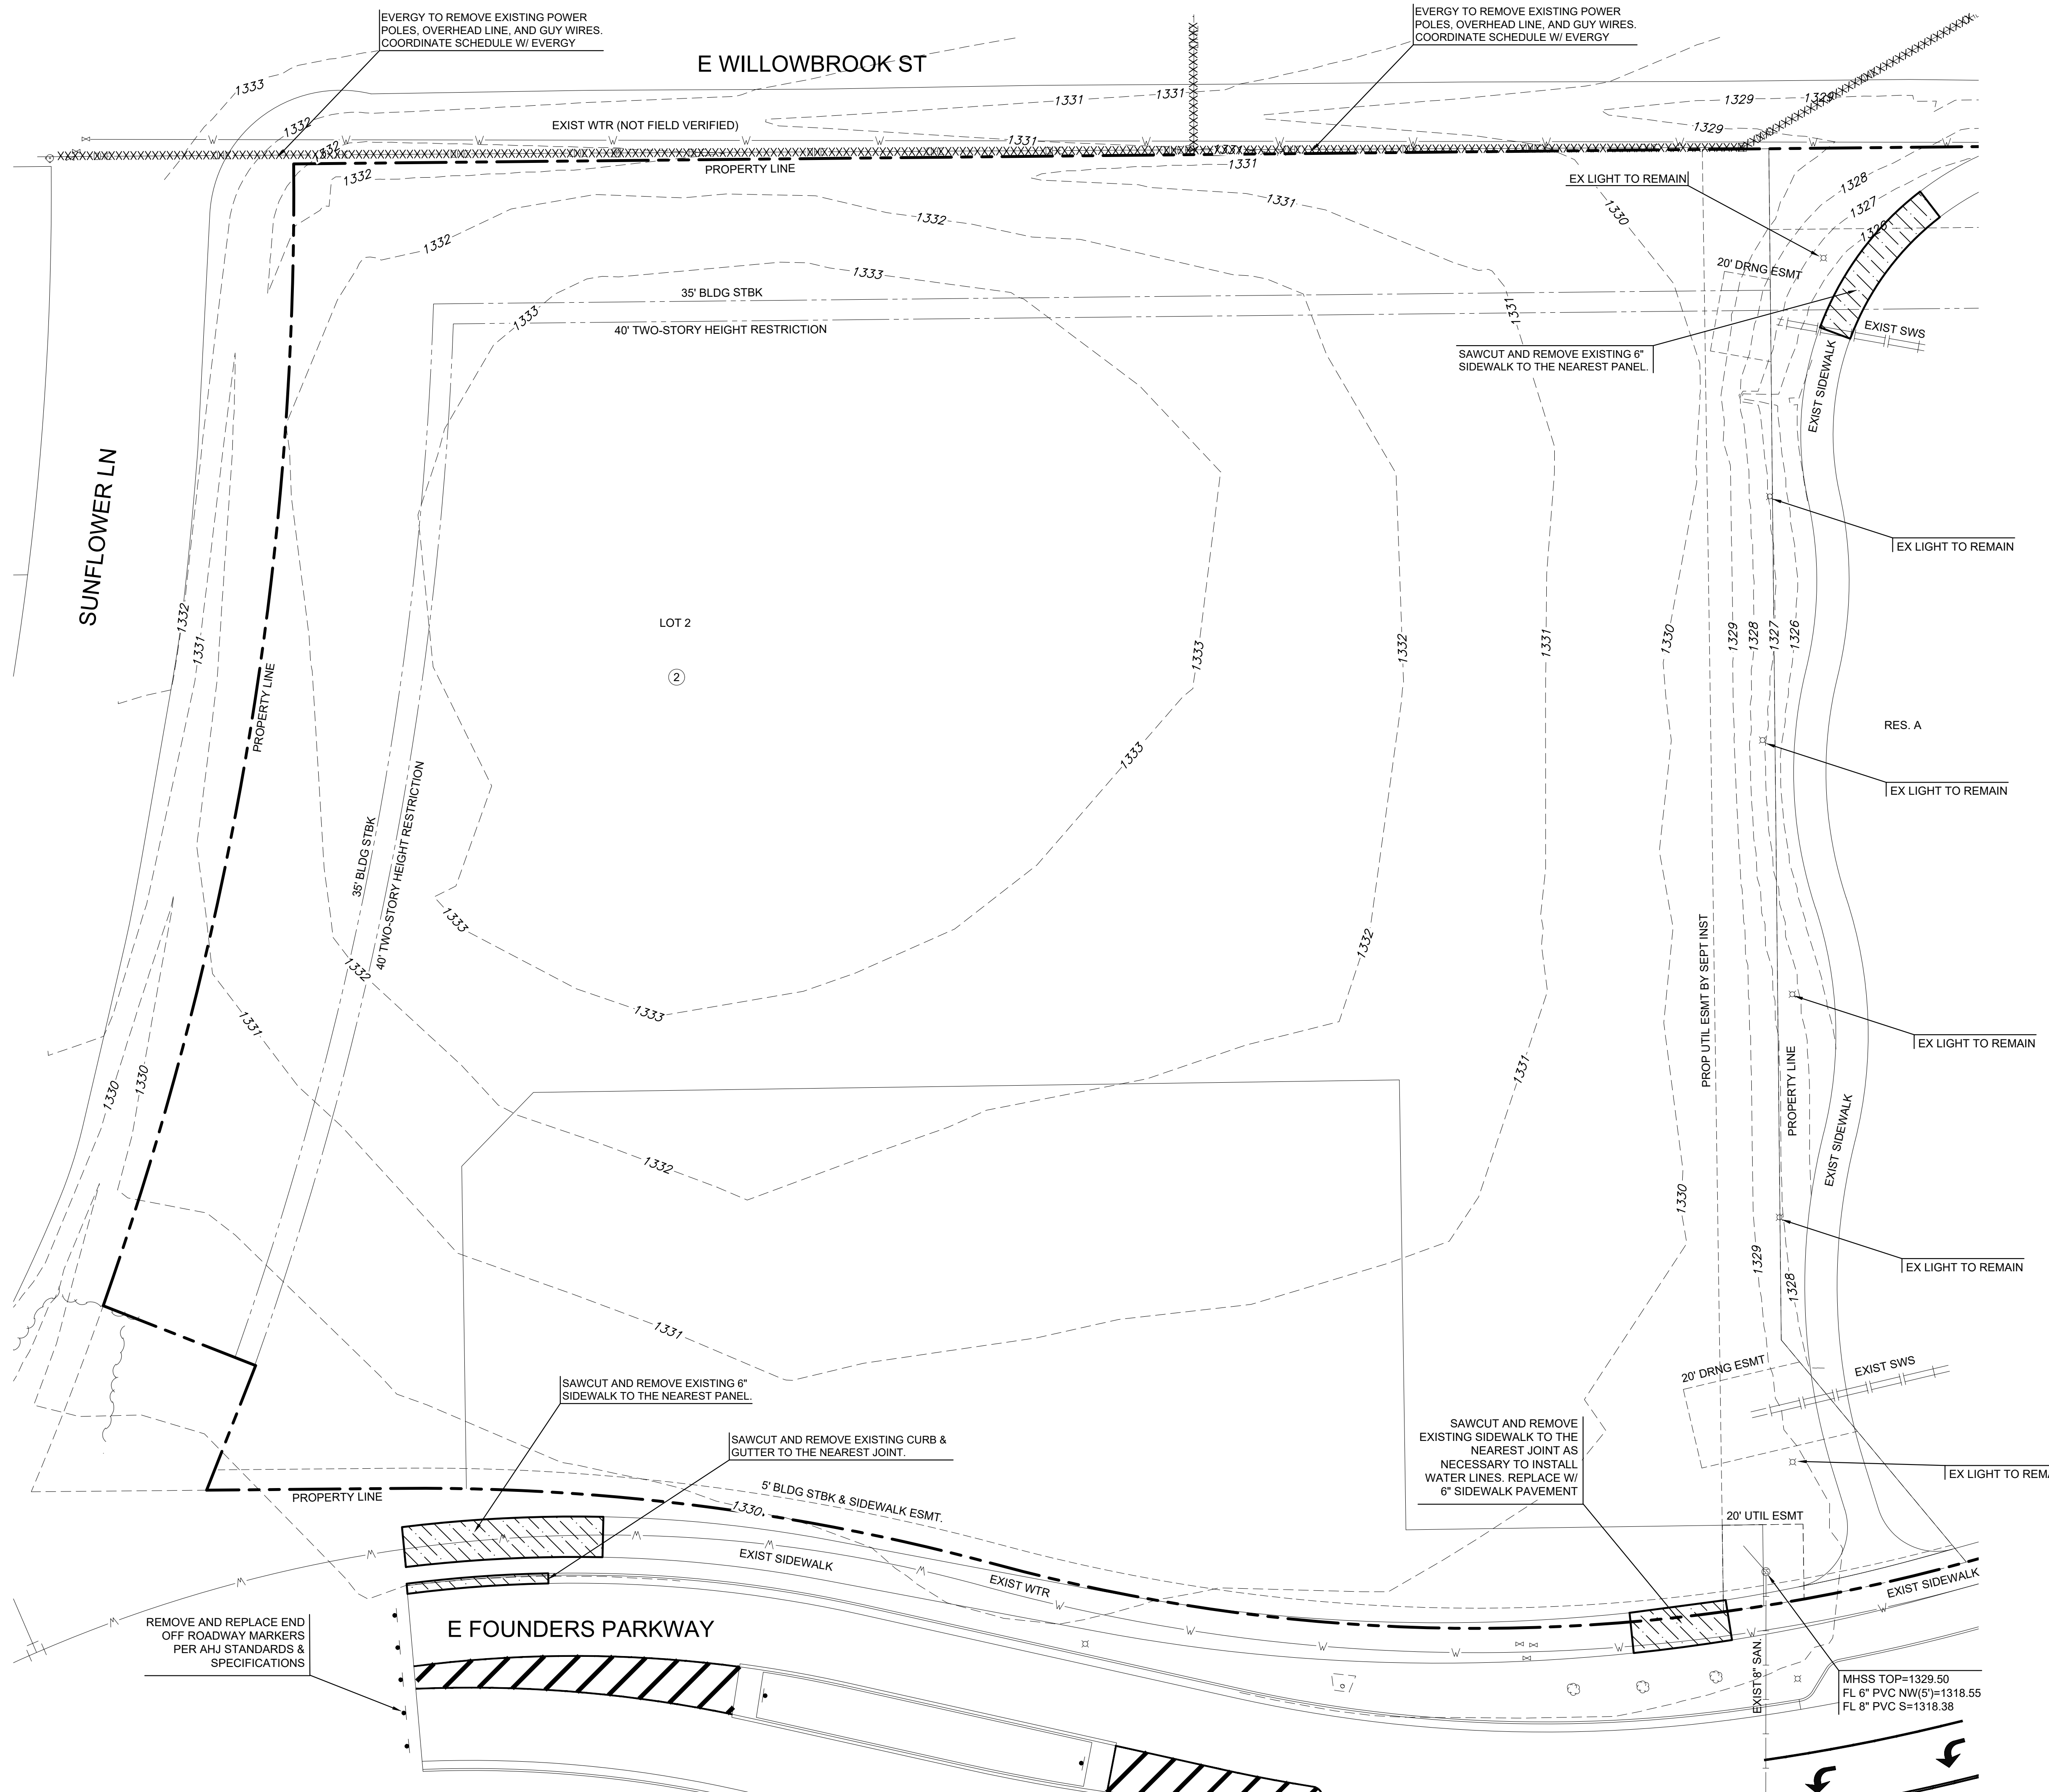 EVERGY TO REMOVE EXISTING POWER
POLES, OVERHEAD LINE, AND GUY WIRES.
COORDINATE SCHEDULE W/ EVERGY
EVERGY TO REMOVE EXISTING POWER
POLES, OVERHEAD LINE, AND GUY WIRES.
COORDINATE SCHEDULE W/ EVERGY
E WILLOWBROOK ST
1333
1331
1331
1329
1329
1332
EXIST WTR (NOT FIELD VERIFIED)
1329
1332
1331
1331
1332
PROPERTY LINE
1331
EX LIGHT TO REMAIN
1328
1327
1326
1332
1332
1331
1330
20' DRNG ESMT
1333
35' BLDG STBK
1333
1331
40' TWO-STORY HEIGHT RESTRICTION
EXIST SWS
SAWCUT AND REMOVE EXISTING 6"
SIDEWALK TO THE NEAREST PANEL.
EXIST SIDEWALK
SUNFLOWER LN
EX LIGHT TO REMAIN
1332
1331
LOT 2
2
1333
1332
1331
1330
1329
1328
1327
1326
PROPERTY LINE
RES. A
1333
EX LIGHT TO REMAIN
35' BLDG STBK
40' TWO-STORY HEIGHT RESTRICTION
1333
1332
1332
1333
1331
PROP UTIL ESMT BY SEPT INST
EX LIGHT TO REMAIN
1330
1330
1331
PROPERTY LINE
EXIST SIDEWALK
1332
1330
1329
1328
EX LIGHT TO REMAIN
1331
SAWCUT AND REMOVE EXISTING 6"
SIDEWALK TO THE NEAREST PANEL.
20' DRNG ESMT
EXIST SWS
SAWCUT AND REMOVE EXISTING CURB &
GUTTER TO THE NEAREST JOINT.
SAWCUT AND REMOVE
EXISTING SIDEWALK TO THE
NEAREST JOINT AS
NECESSARY TO INSTALL
WATER LINES. REPLACE W/
6" SIDEWALK PAVEMENT
EX LIGHT TO REMA
PROPERTY LINE
1330
5' BLDG STBK & SIDEWALK ESMT.
20' UTIL ESMT
EXIST SIDEWALK
EXIST WTR
EXIST SIDEWALK
REMOVE AND REPLACE END
OFF ROADWAY MARKERS
PER AHJ STANDARDS &
SPECIFICATIONS
E FOUNDERS PARKWAY
EXIST 8" SAN.
MHSS TOP=1329.50
FL 6" PVC NW(5')=1318.55
FL 8" PVC S=1318.38